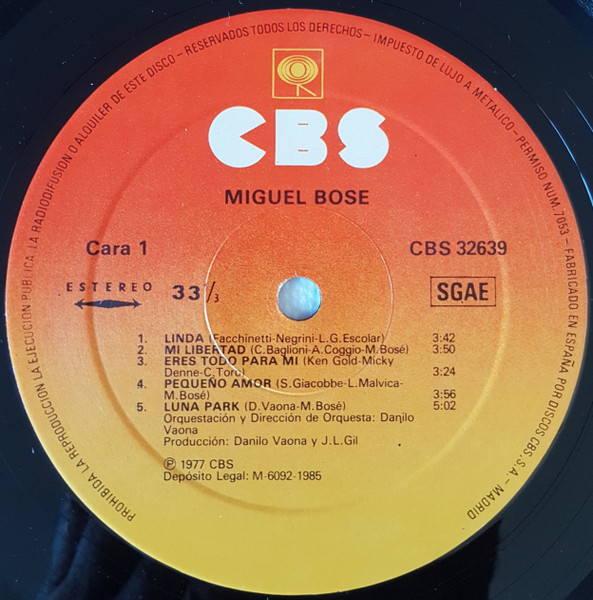 PROHIBIDA LA REPRODUCCION LA EJECUCION PUBLICA, LA RADIODIFUSION O ALQUILER DE ESTE DISCO - RESERVADOS TODOS LOS DERECHOS - IMPUESTO DE LUJO A METALICO - PERMISO NUM. 7053 - FABRICADO EN ESPAÑA POR DISCOS CBS, S.A. - MADRID
CBS
MIGUEL BOSE
Cara 1
CBS 32639
ESTEREO
33 1/3
SGAE
1. LINDA (Facchinetti-Negrini-L.G.Escolar) 3:42
2. MI LIBERTAD (C.Baglioni-A.Coggio-M.Bosé) 3:50
3. ERES TODO PARA MI (Ken Gold-Micky
Denne-C.Toro) 3:24
4. PEQUEÑO AMOR (S.Giacobbe-L.Malvica-
M.Bosé) 3:56
5. LUNA PARK (D.Vaona-M.Bosé) 5:02
Orquestación y Dirección de Orquesta: Danilo
Vaona
Producción: Danilo Vaona y J.L.Gil
Ⓟ 1977 CBS
Depósito Legal: M-6092-1985